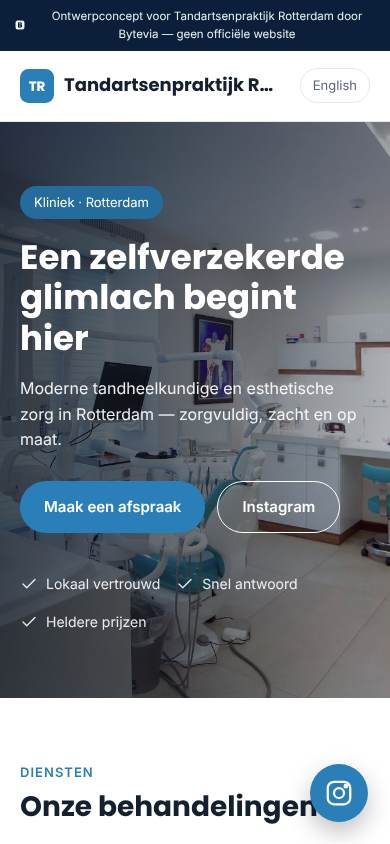 Ontwerpconcept voor Tandartsenpraktijk Rotterdam door
Bytevia — geen officiële website
TR
Tandartsenpraktijk R...
English
Kliniek · Rotterdam
Een zelfverzekerde
glimlach begint
hier
Moderne tandheelkundige en esthetische
zorg in Rotterdam — zorgvuldig, zacht en op
maat.
Maak een afspraak
Instagram
Lokaal vertrouwd
Snel antwoord
Heldere prijzen
DIENSTEN
Onze behandelingen